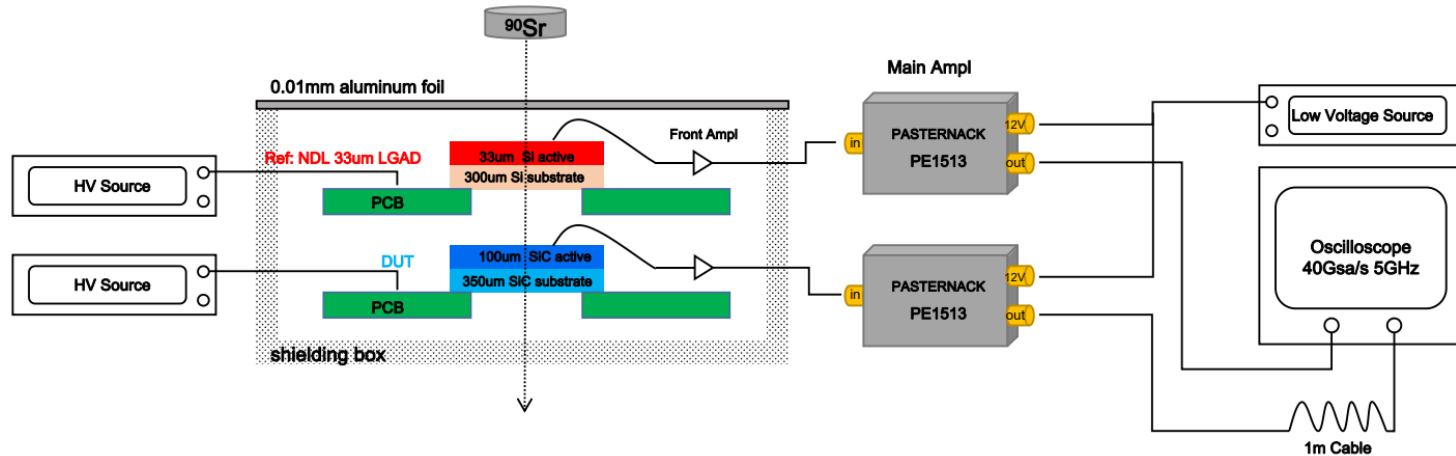 90Sr
0.01mm aluminum foil
Main Ampl
Ref: NDL 33um LGAD
HV Source
33um Si active
300um Si substrate
PCB
Front Ampl
in
PASTERNACK
PE1513
12V
out
Low Voltage Source
HV Source
DUT
100um SiC active
350um SiC substrate
PCB
in
PASTERNACK
PE1513
12V
out
Oscilloscope
40Gsa/s 5GHz
shielding box
1m Cable